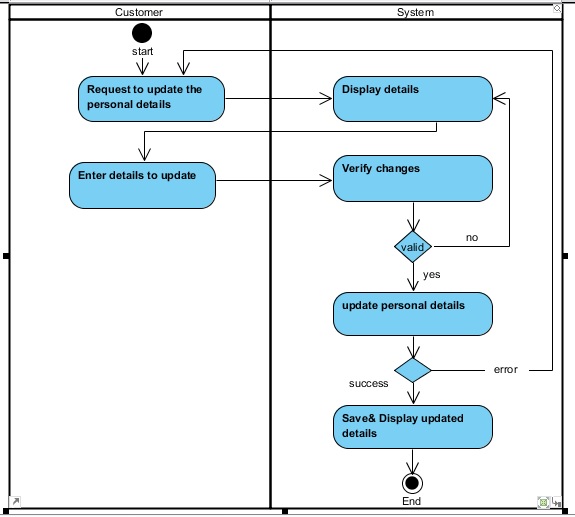 Customer
System
start
Request to update the
personal details
Display details
Enter details to update
Verify changes
valid
no
yes
update personal details
error
success
Save& Display updated
details
End